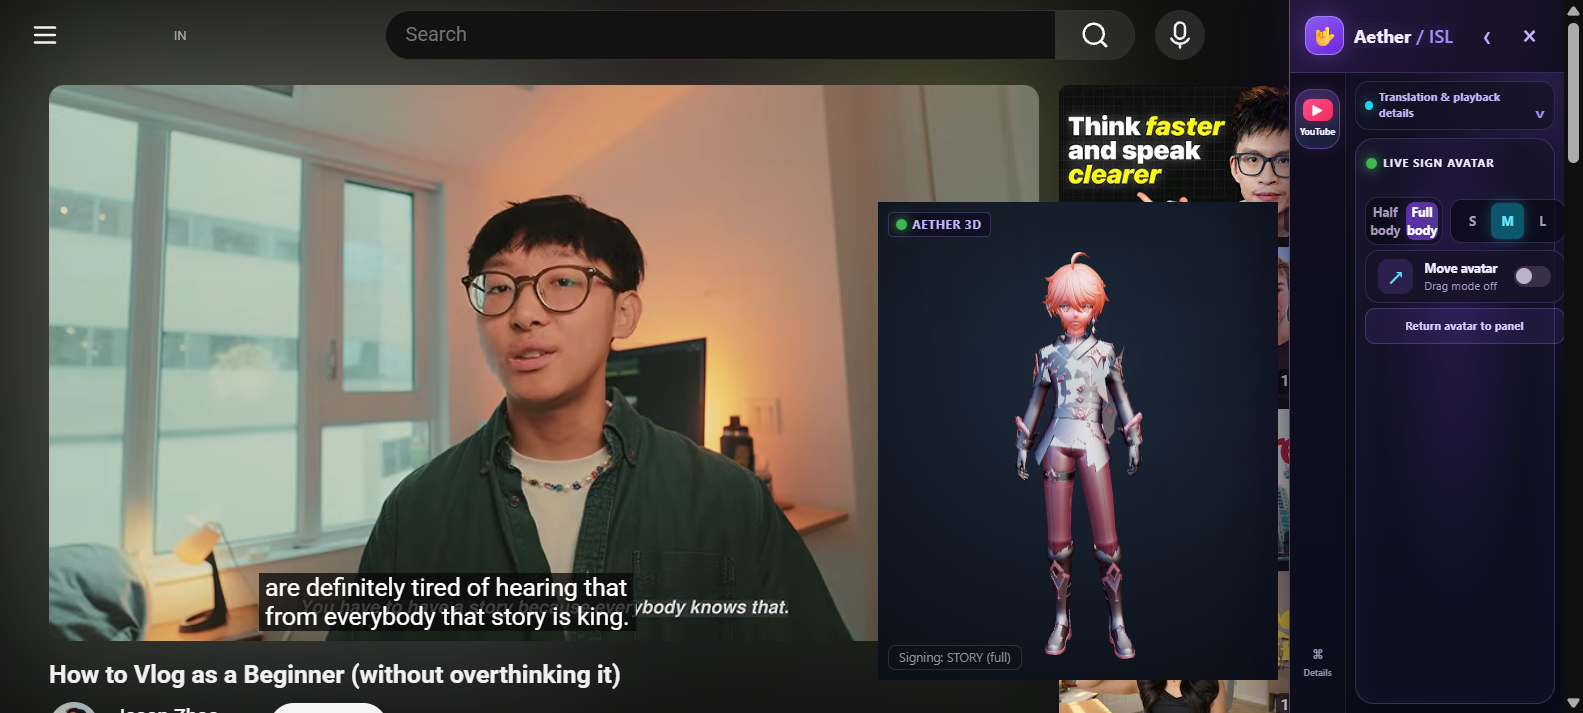 IN
Search
Think faster
and speak
clearer
are definitely tired of hearing that
from everybody that story is king.
You have to have a story because everybody knows that.
How to Vlog as a Beginner (without overthinking it)
AETHER 3D
Signing: STORY (full)
1
1
Aether / ISL
YouTube
Translation & playback
details
LIVE SIGN AVATAR
Half
body
Full
body
S
M
L
Move avatar
Drag mode off
Return avatar to panel
Details